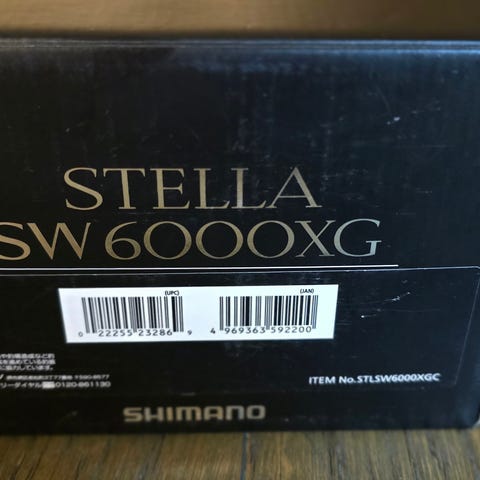 STELLA
SW 6000XG
(UPC)
(JAN)
0 22255 23286 9
4 969363 592200
ITEM No.STLSW6000XGC
SHIMANO